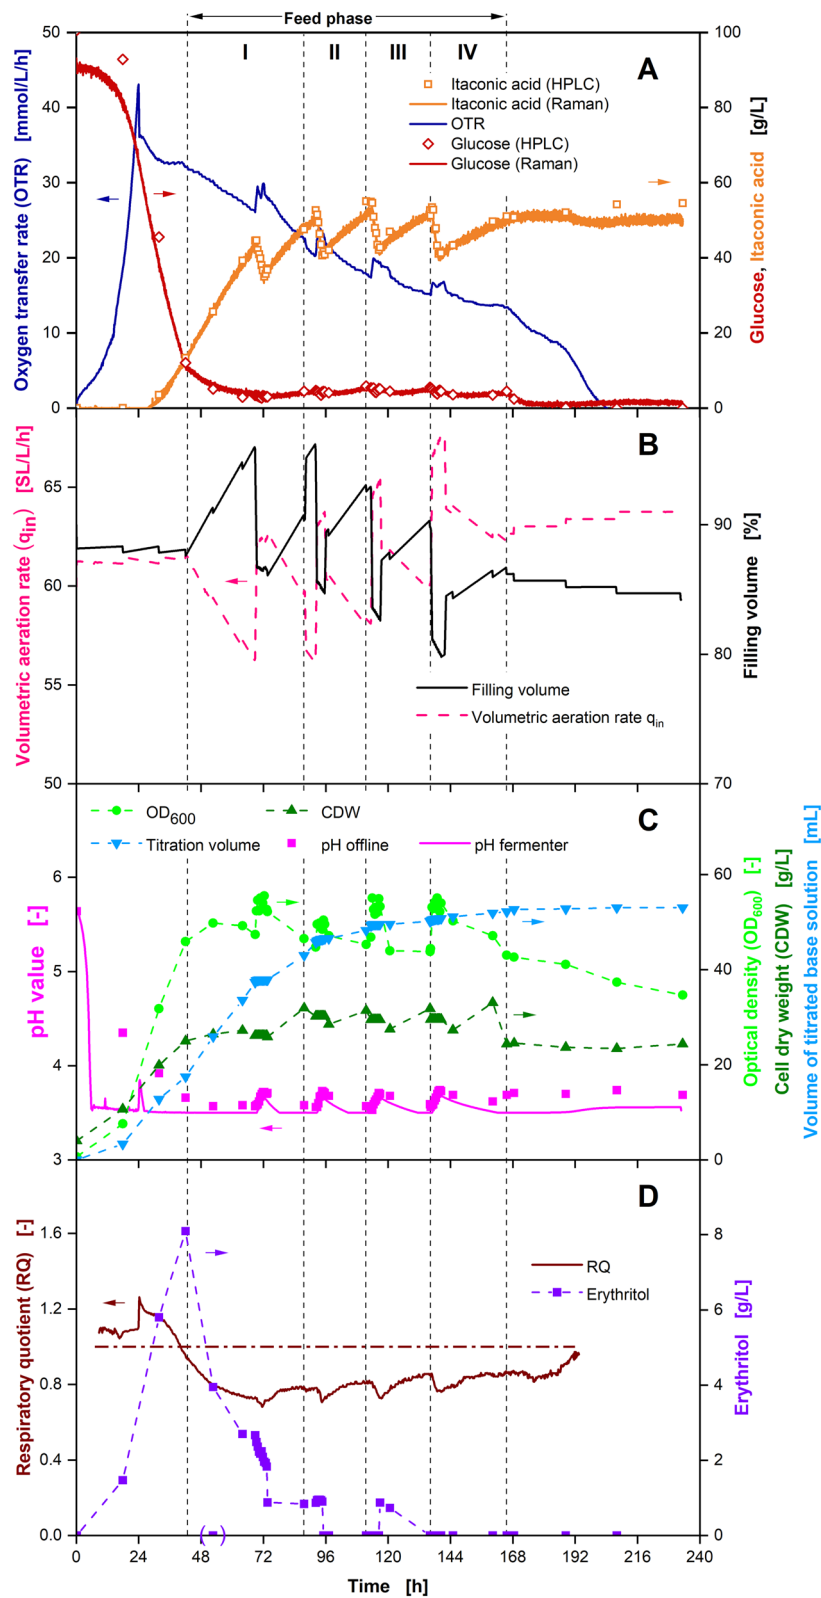 Feed phase
I II III IV
A
50
40
30
20
10
0
Oxygen transfer rate (OTR) [mmol/L/h]
Itaconic acid (HPLC)
Itaconic acid (Raman)
OTR
Glucose (HPLC)
Glucose (Raman)
100
80
60
40
20
0
Glucose, Itaconic acid [g/L]
B
65
60
55
50
Volumetric aeration rate (qin) [SL/L/h]
Filling volume
Volumetric aeration rate qin
90
80
70
Filling volume [%]
C
OD600
CDW
Titration volume
pH offline
pH fermenter
6
5
4
3
pH value [-]
60
40
20
0
Optical density (OD600) [-]
Cell dry weight (CDW) [g/L]
Volume of titrated base solution [mL]
D
1.6
1.2
0.8
0.4
0.0
Respiratory quotient (RQ) [-]
RQ
Erythritol
8
6
4
2
0
Erythritol [g/L]
( )
0 24 48 72 96 120 144 168 192 216 240
Time [h]